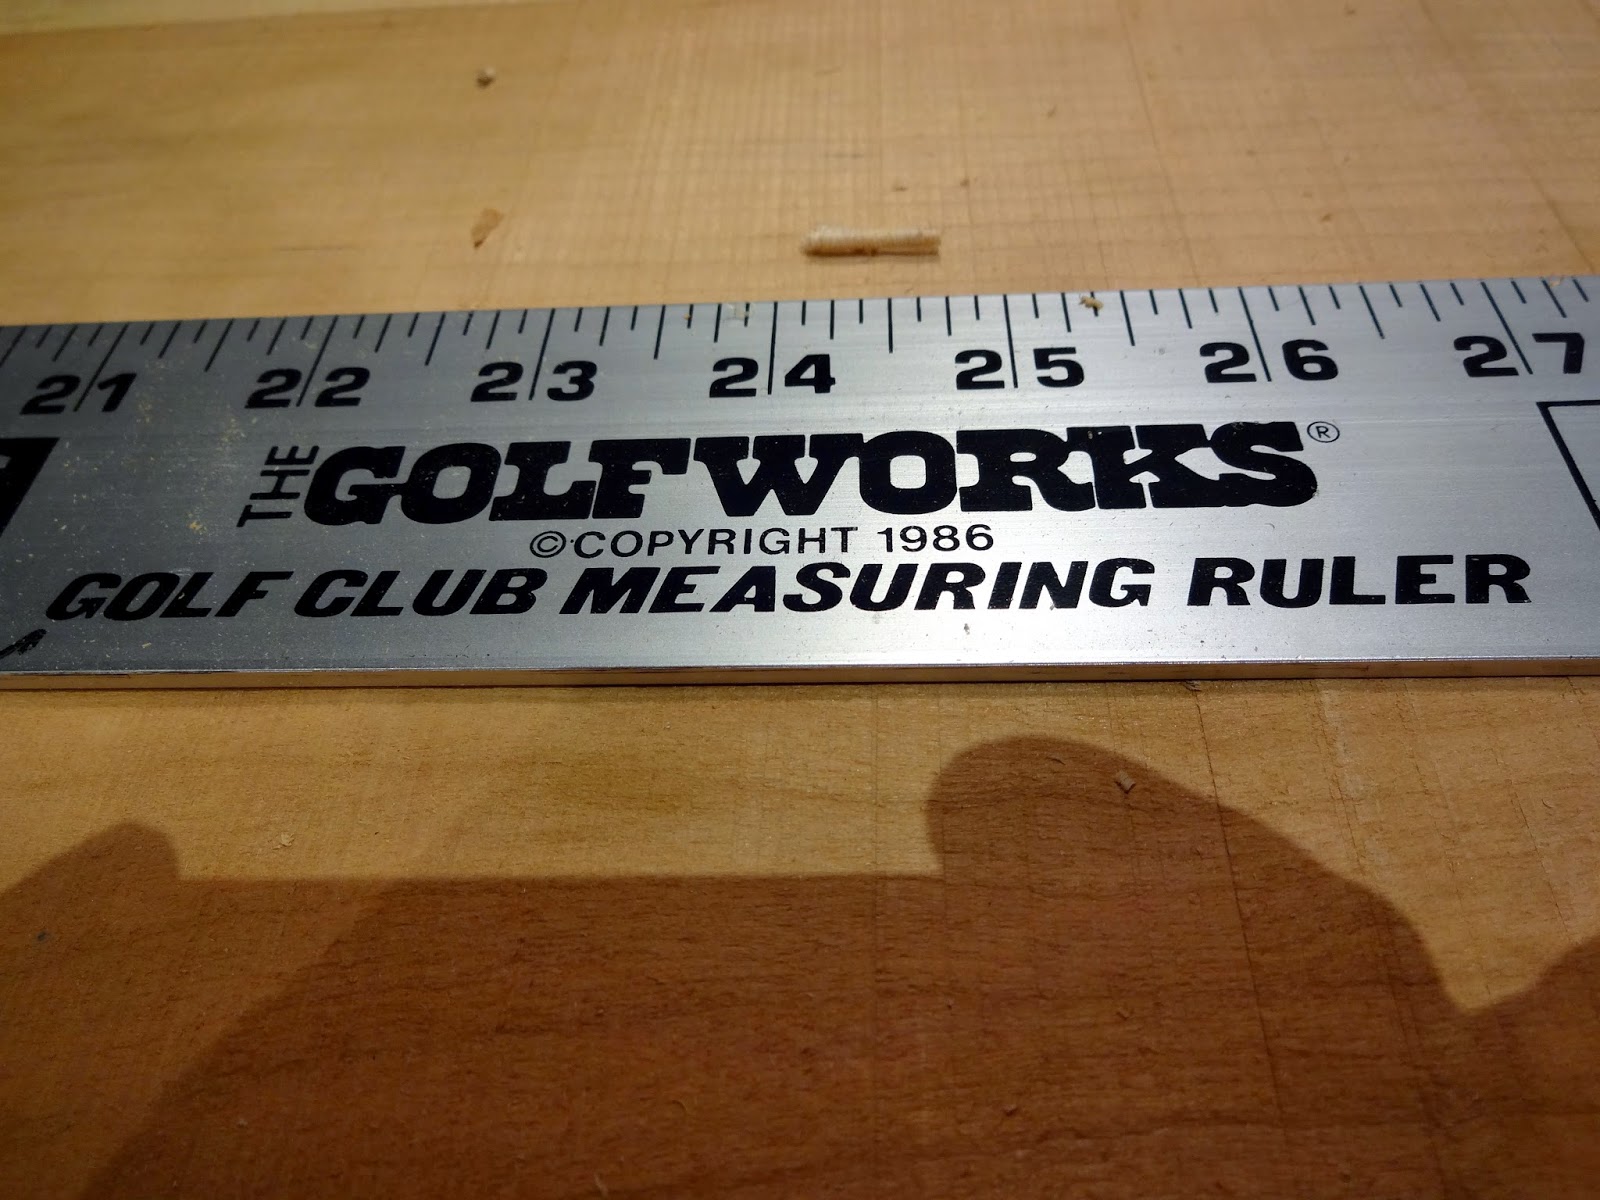 21 22 23 24 25 26 27
THE GOLFWORKS®
©COPYRIGHT 1986
GOLF CLUB MEASURING RULER